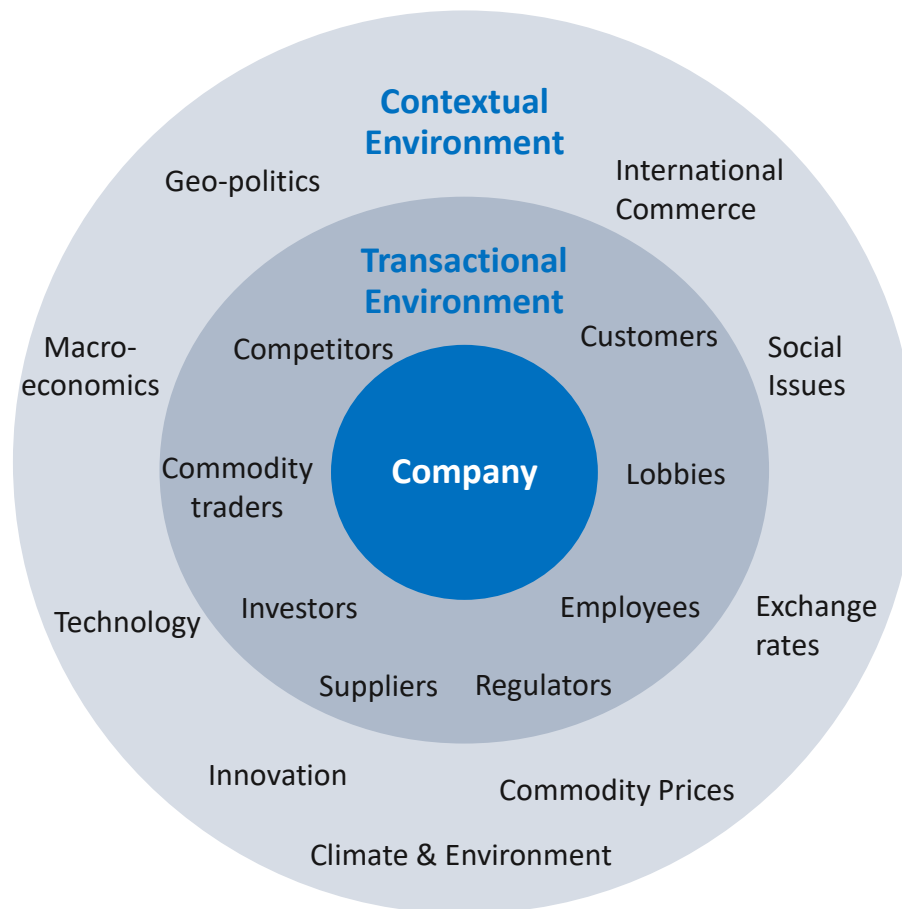 Contextual
Environment
Geo-politics
International
Commerce
Transactional
Environment
Macro-
economics
Competitors
Customers
Social
Issues
Commodity
traders
Company
Lobbies
Technology
Investors
Employees
Exchange
rates
Suppliers
Regulators
Innovation
Commodity Prices
Climate & Environment